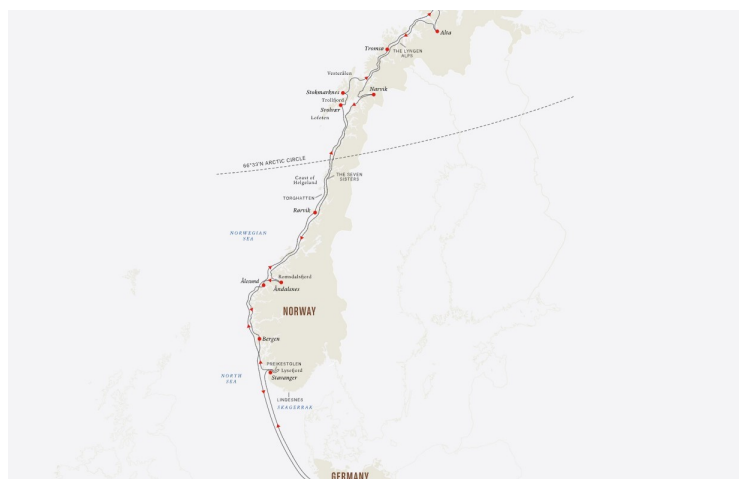 Alta
Tromsø
THE LYNGEN
ALPS
Vesterålen
Stokmarknes
Narvik
Trollfjord
Svolvær
Lofoten
66°33'N ARCTIC CIRCLE
Coast of
Helgeland
THE SEVEN
SISTERS
TORGHATTEN
Rørvik
NORWEGIAN
SEA
Romsdalsfjord
Ålesund
Åndalsnes
NORWAY
Bergen
PREIKESTOLEN
Lysefjord
NORTH
SEA
Stavanger
LINDESNES
SKAGERRAK
GERMANY